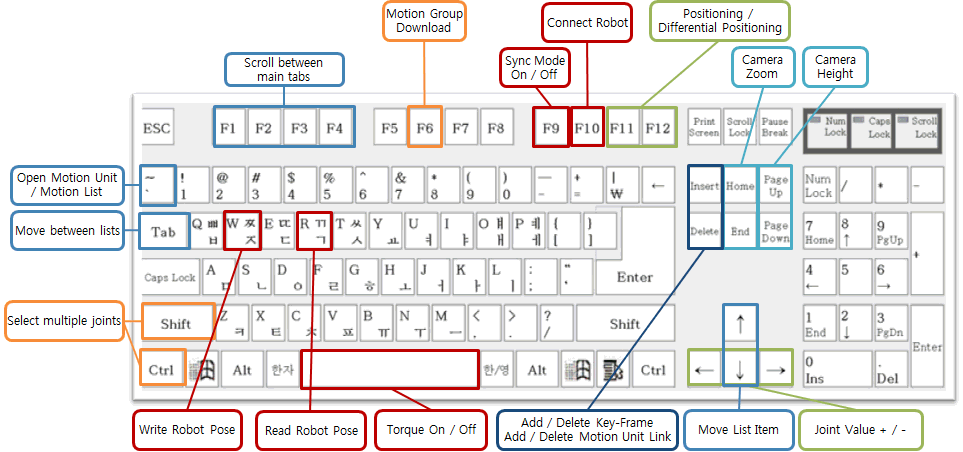 Motion Group
Download
Connect Robot
Positioning /
Differential Positioning
Scroll between
main tabs
Sync Mode
On / Off
Camera
Zoom
Camera
Height
ESC
F1 F2 F3 F4
F5 F6 F7 F8
F9 F10 F11 F12
Print
Screen
Scroll
Lock
Pause
Break
Num
Lock
Caps
Lock
Scroll
Lock
Open Motion Unit
/ Motion List
~ ! @ # $ % ^ & * ( ) — + |
` 1 2 3 4 5 6 7 8 9 0 - = ₩ ←
Insert Home Page
Up
Num
Lock / * -
Move between lists
Tab
Q ㅃ W ㅉ E ㄸ R ㄲ T ㅆ Y U I O ㅒ P ㅖ { }
ㅂ ㅈ ㄷ ㄱ ㅅ ㅛ ㅕ ㅑ ㅐ ㅔ [ ]
Delete End Page
Down
7 8 9
Home ↑ PgUp +
Caps Lock
A S D F G H J K L : "
ㅁ ㄴ ㅇ ㄹ ㅎ ㅗ ㅓ ㅏ ㅣ ; '
Enter
4 5 6
← →
Select multiple joints
Shift
Z X C V B N M < > ?
ㅋ ㅌ ㅊ ㅍ ㅠ ㅜ ㅡ , . /
Shift
↑
1 2 3
End ↓ PgDn
Enter
Ctrl Alt 한자 한/영 Alt Ctrl
← ↓ →
0 .
Ins Del
Write Robot Pose
Read Robot Pose
Torque On / Off
Add / Delete Key-Frame
Add / Delete Motion Unit Link
Move List Item
Joint Value + / -